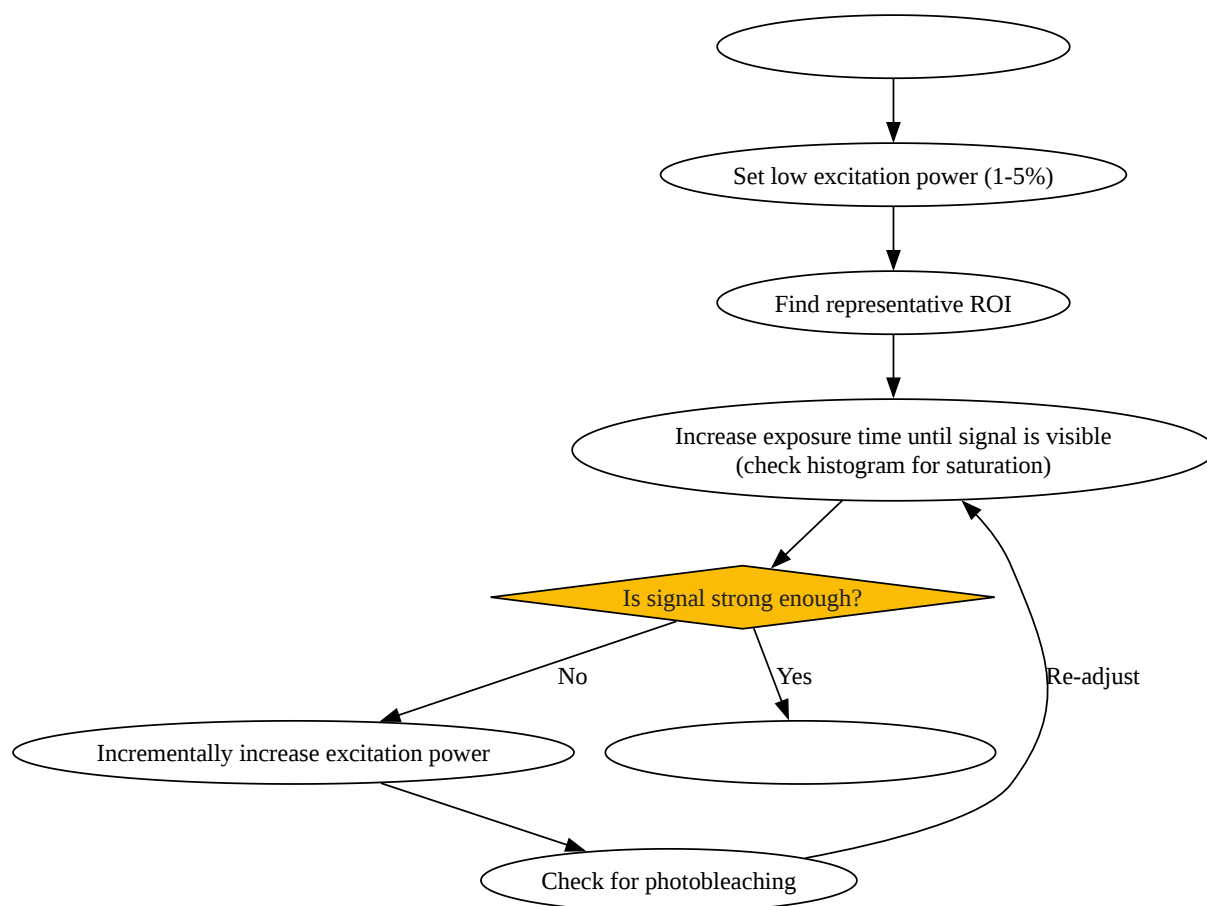 Set low excitation power (1-5%)
Find representative ROI
Increase exposure time until signal is visible
(check histogram for saturation)
Is signal strong enough?
No
Yes
Re-adjust
Incrementally increase excitation power
Check for photobleaching